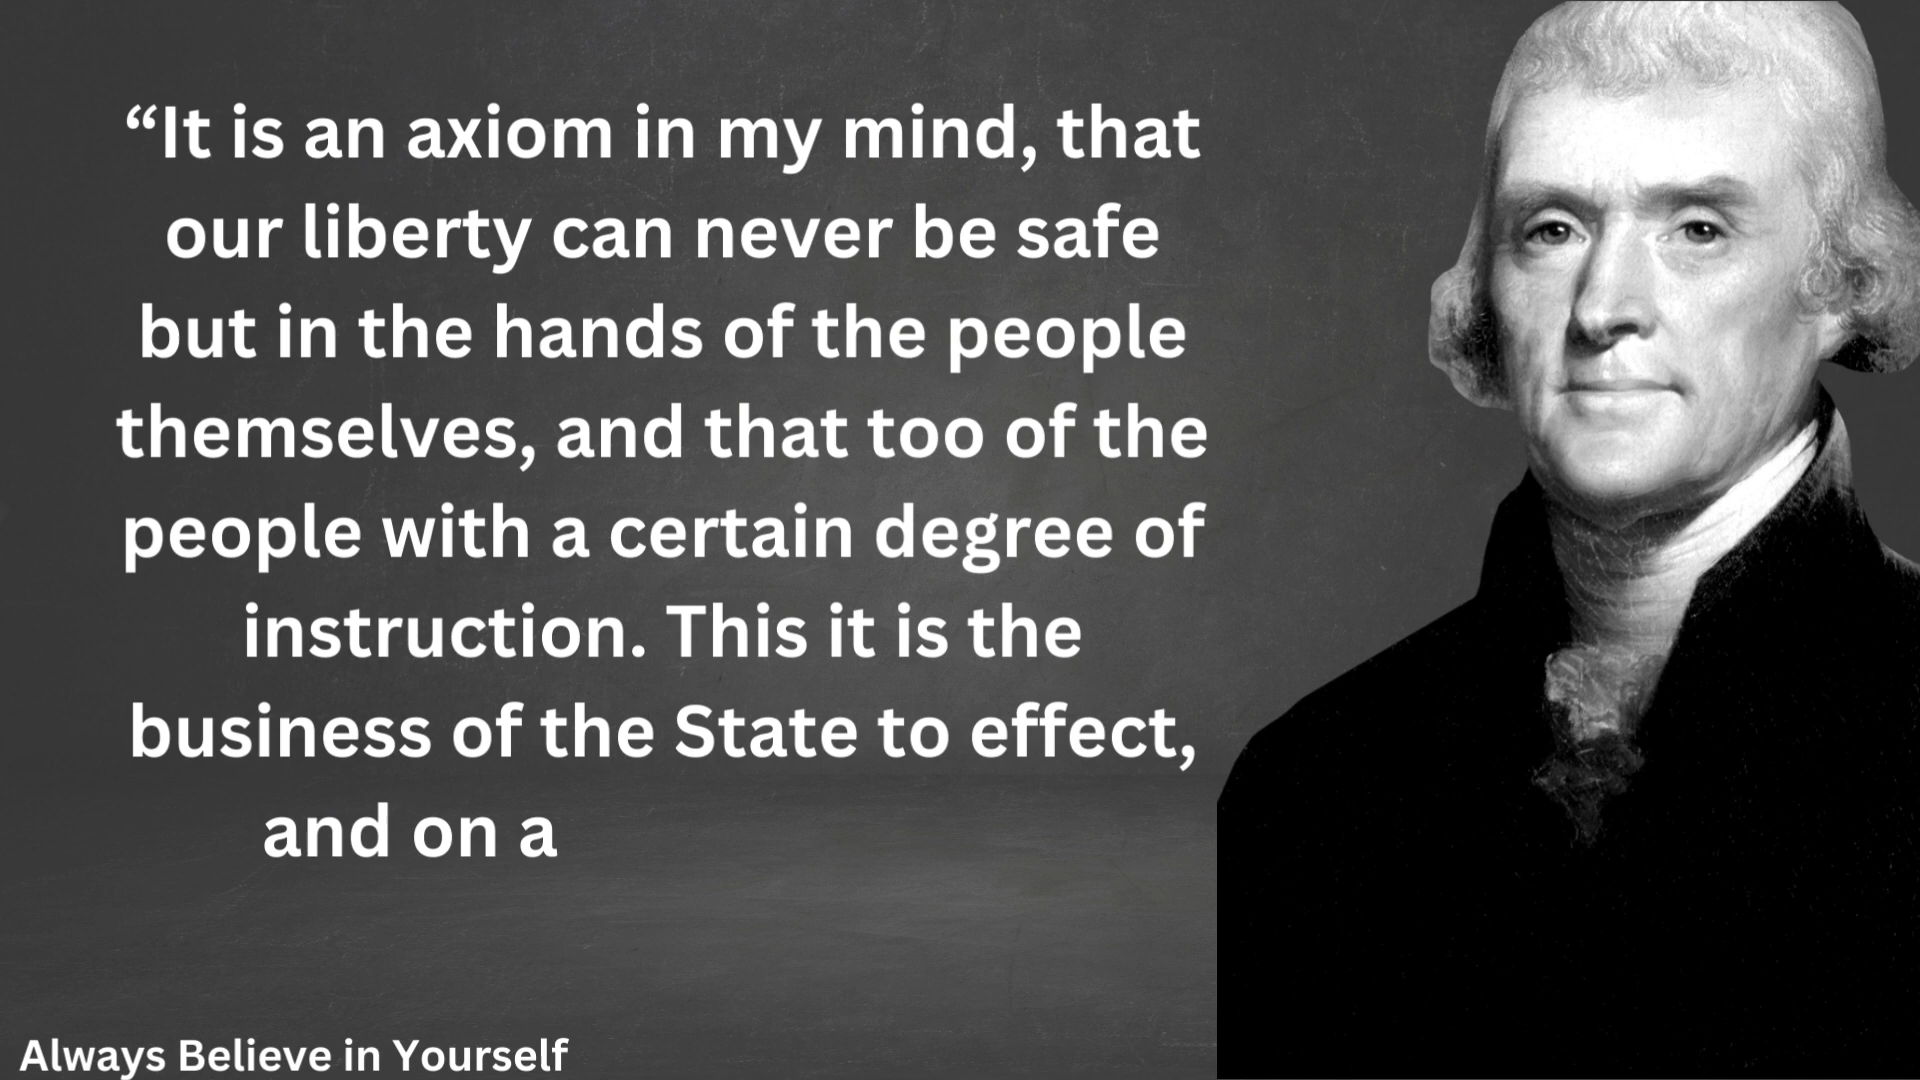 “It is an axiom in my mind, that
our liberty can never be safe
but in the hands of the people
themselves, and that too of the
people with a certain degree of
instruction. This it is the
business of the State to effect,
and on a
Always Believe in Yourself